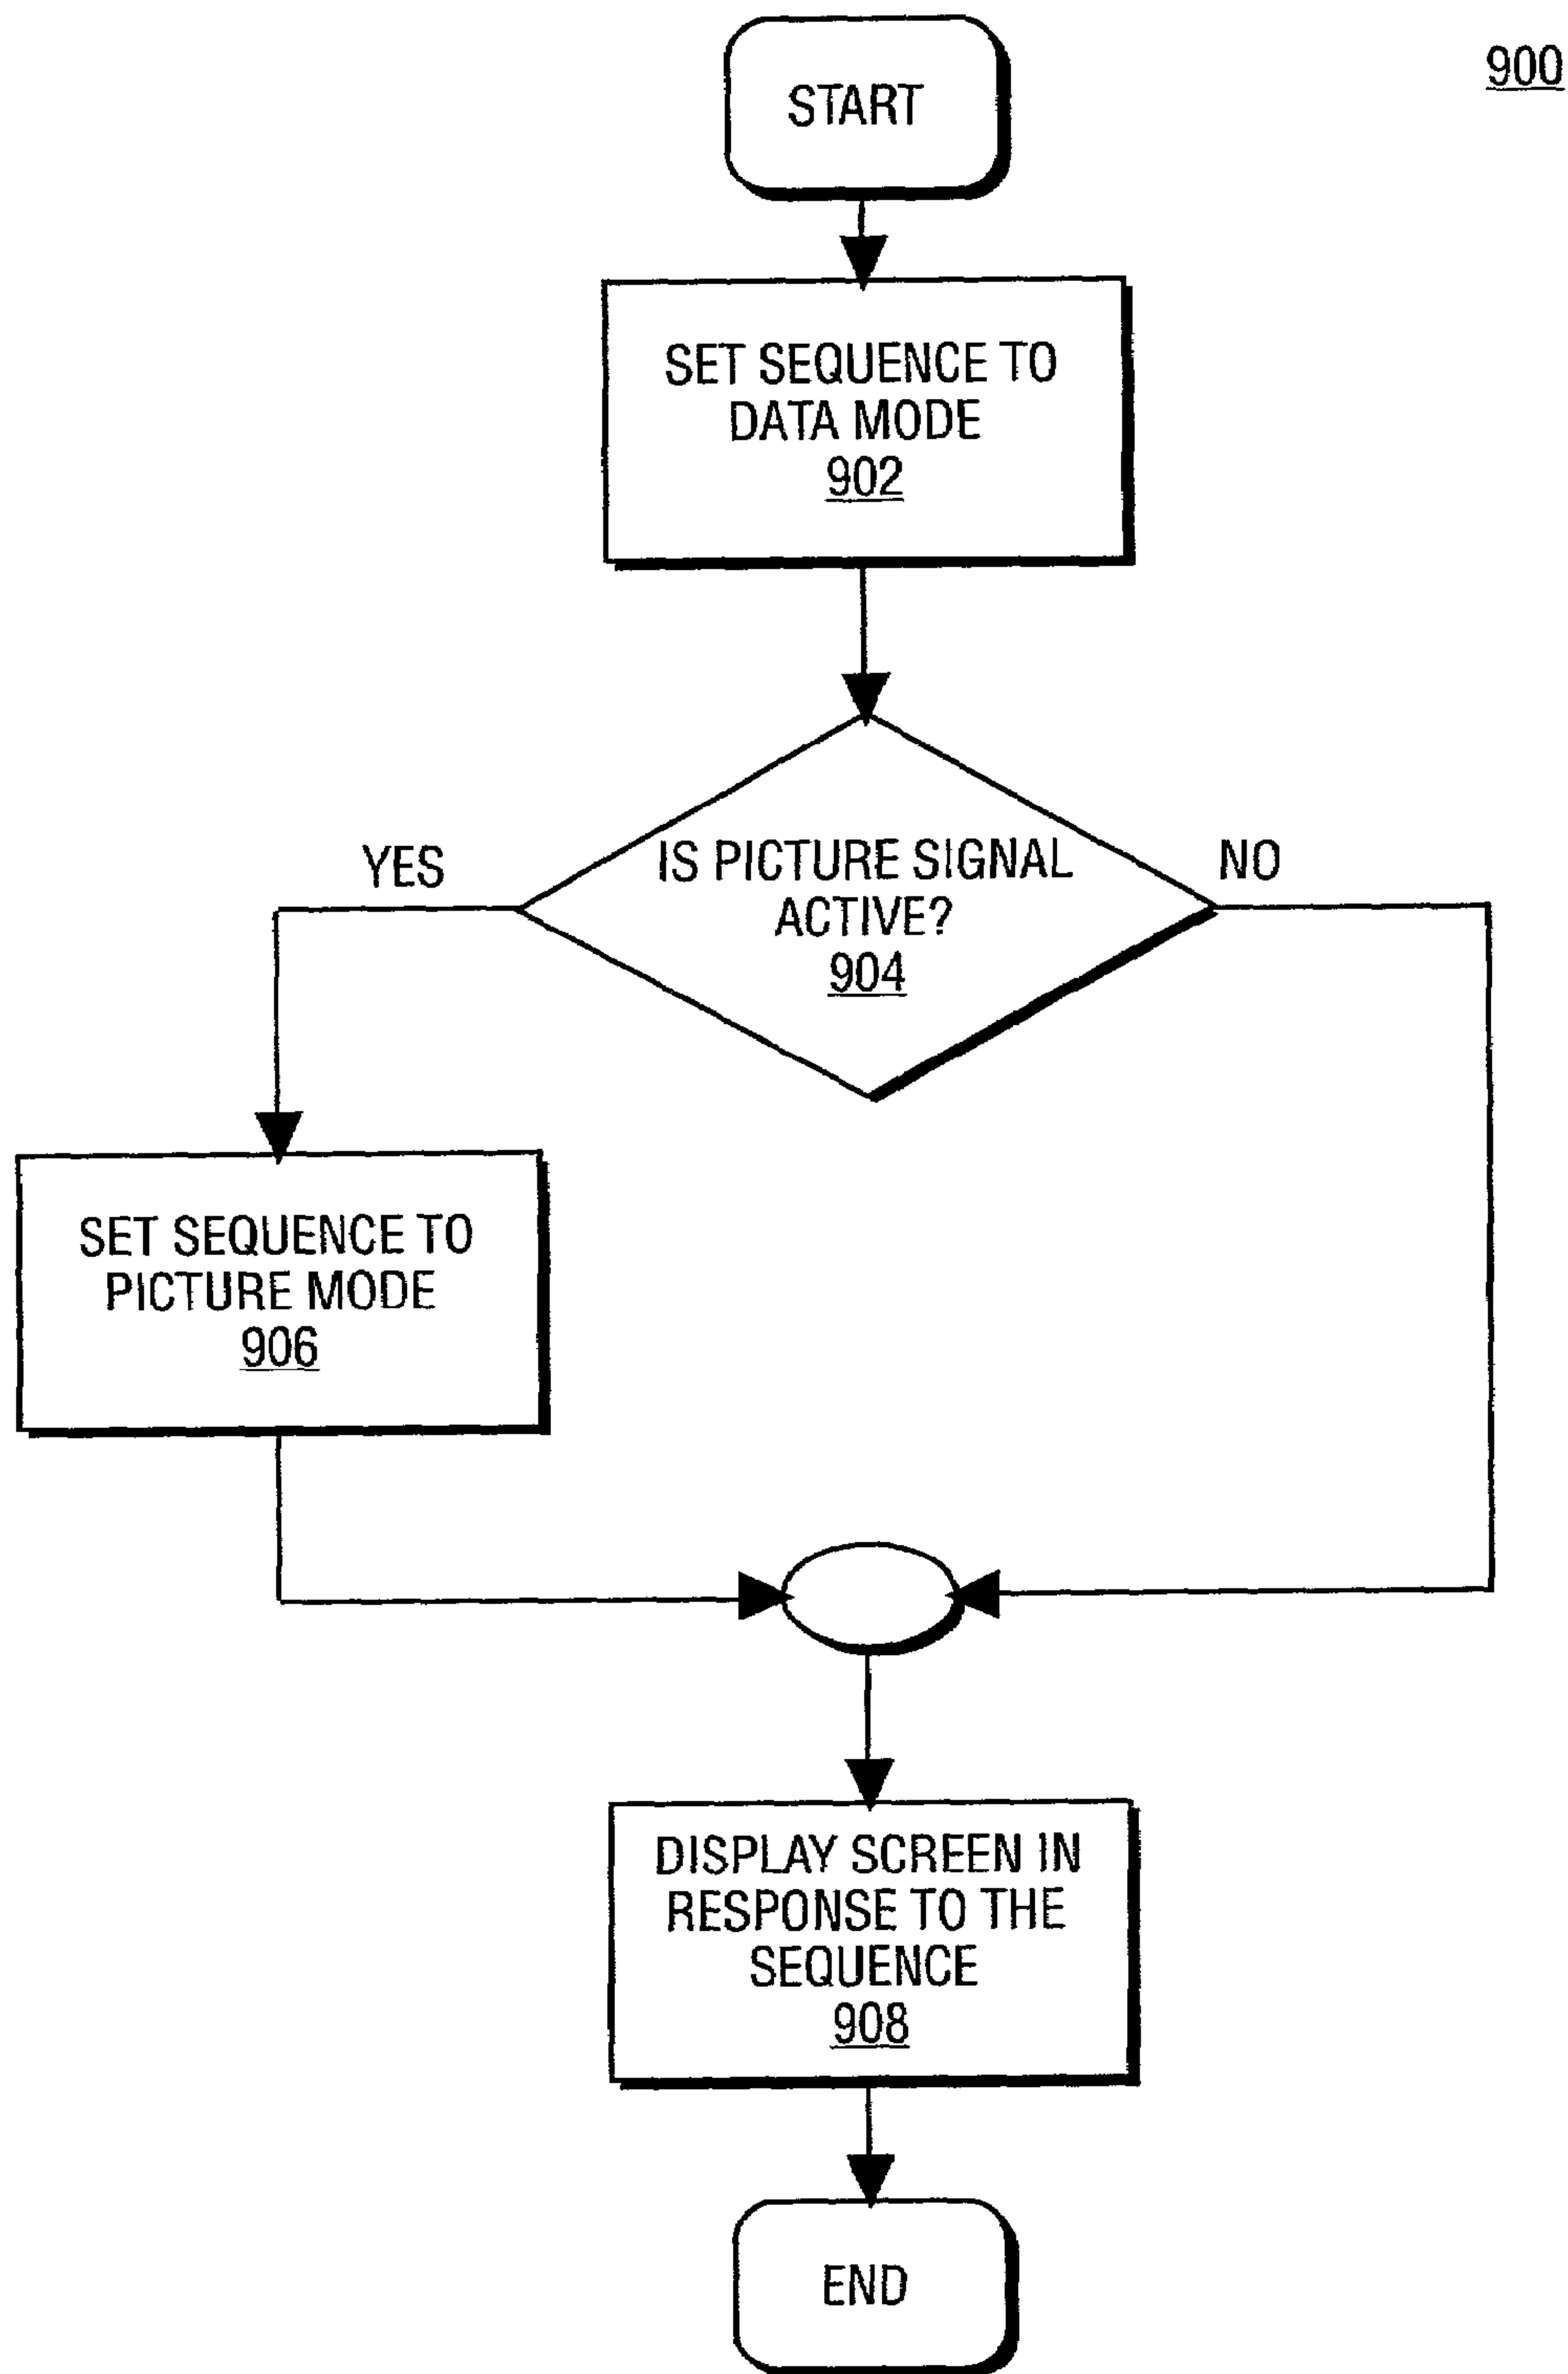 900
START
SET SEQUENCE TO
DATA MODE
902
IS PICTURE SIGNAL
ACTIVE?
904
YES
NO
SET SEQUENCE TO
PICTURE MODE
906
DISPLAY SCREEN IN
RESPONSE TO THE
SEQUENCE
908
END